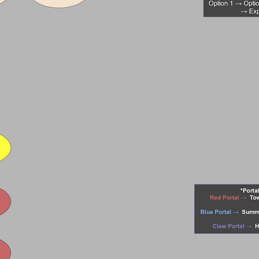 Option 1 → Optio
→ Exp
*Portal
Red Portal → Tow
Blue Portal → Summ
Claw Portal → H